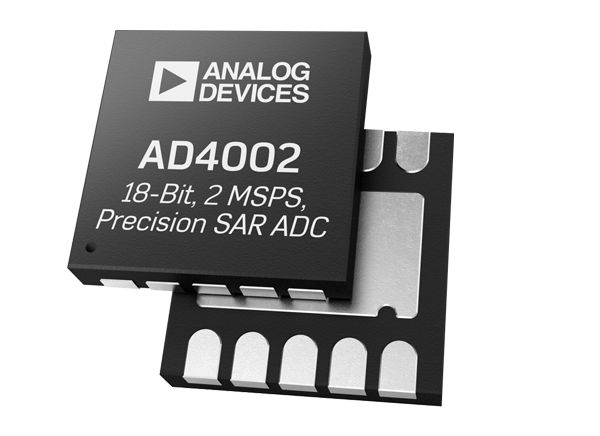 ANALOG
DEVICES
AD4002
18-Bit, 2 MSPS,
Precision SAR ADC